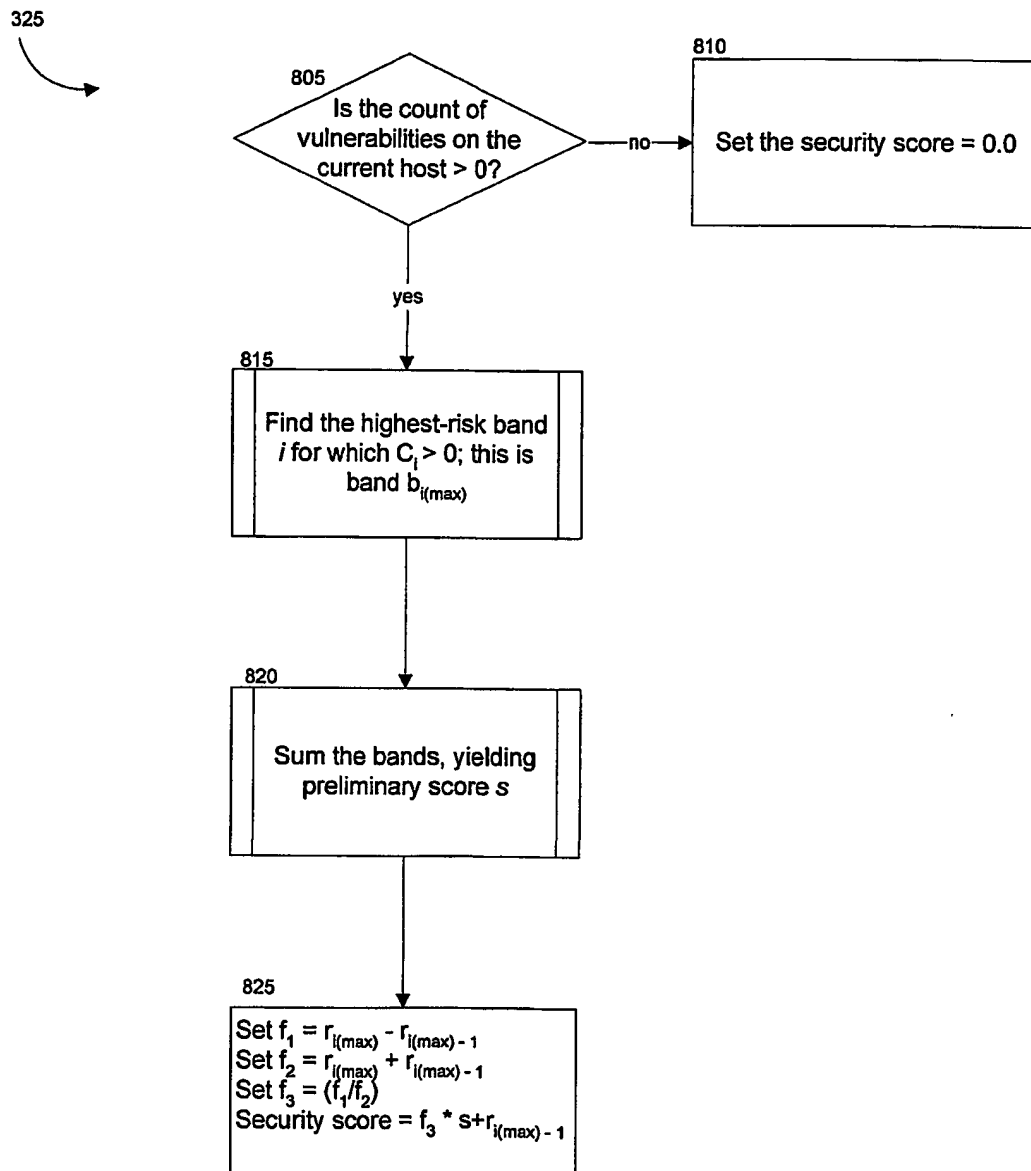 325
805
Is the count of
vulnerabilities on the
current host > 0?
no
810
Set the security score = 0.0
yes
815
Find the highest-risk band
i for which C_i > 0; this is
band b_i(max)
820
Sum the bands, yielding
preliminary score s
825
Set f_1 = r_i(max) - r_i(max) - 1
Set f_2 = r_i(max) + r_i(max) - 1
Set f_3 = (f_1/f_2)
Security score = f_3 * s+r_i(max) - 1